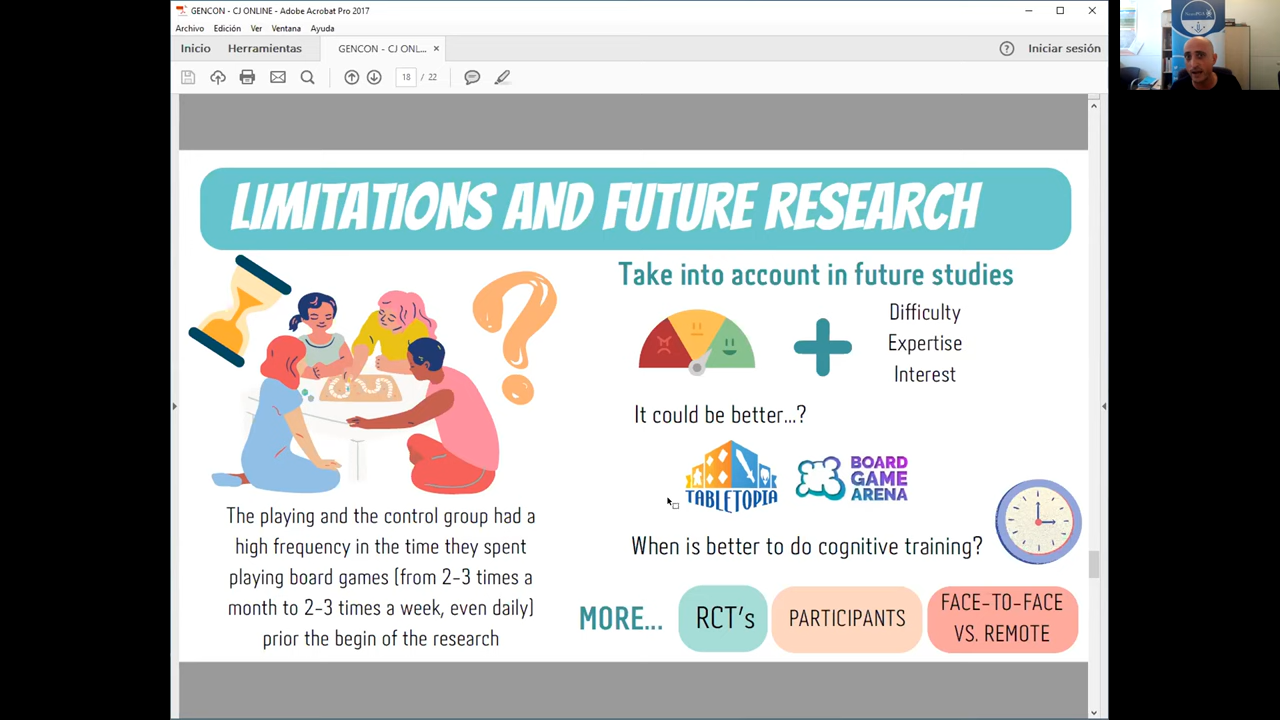 GENCON - CJ ONLINE - Adobe Acrobat Pro 2017
Archivo Edición Ver Ventana Ayuda
Inicio Herramientas GENCON - CJ ONL... × ? Iniciar sesión
18 / 22
LIMITATIONS AND FUTURE RESEARCH
Take into account in future studies
Difficulty
Expertise
Interest
It could be better...?
TABLETOPIA
BOARD
GAME
ARENA
The playing and the control group had a
high frequency in the time they spent
playing board games (from 2-3 times a
month to 2-3 times a week, even daily)
prior the begin of the research
When is better to do cognitive training?
MORE...
RCT's
PARTICIPANTS
FACE-TO-FACE
VS. REMOTE